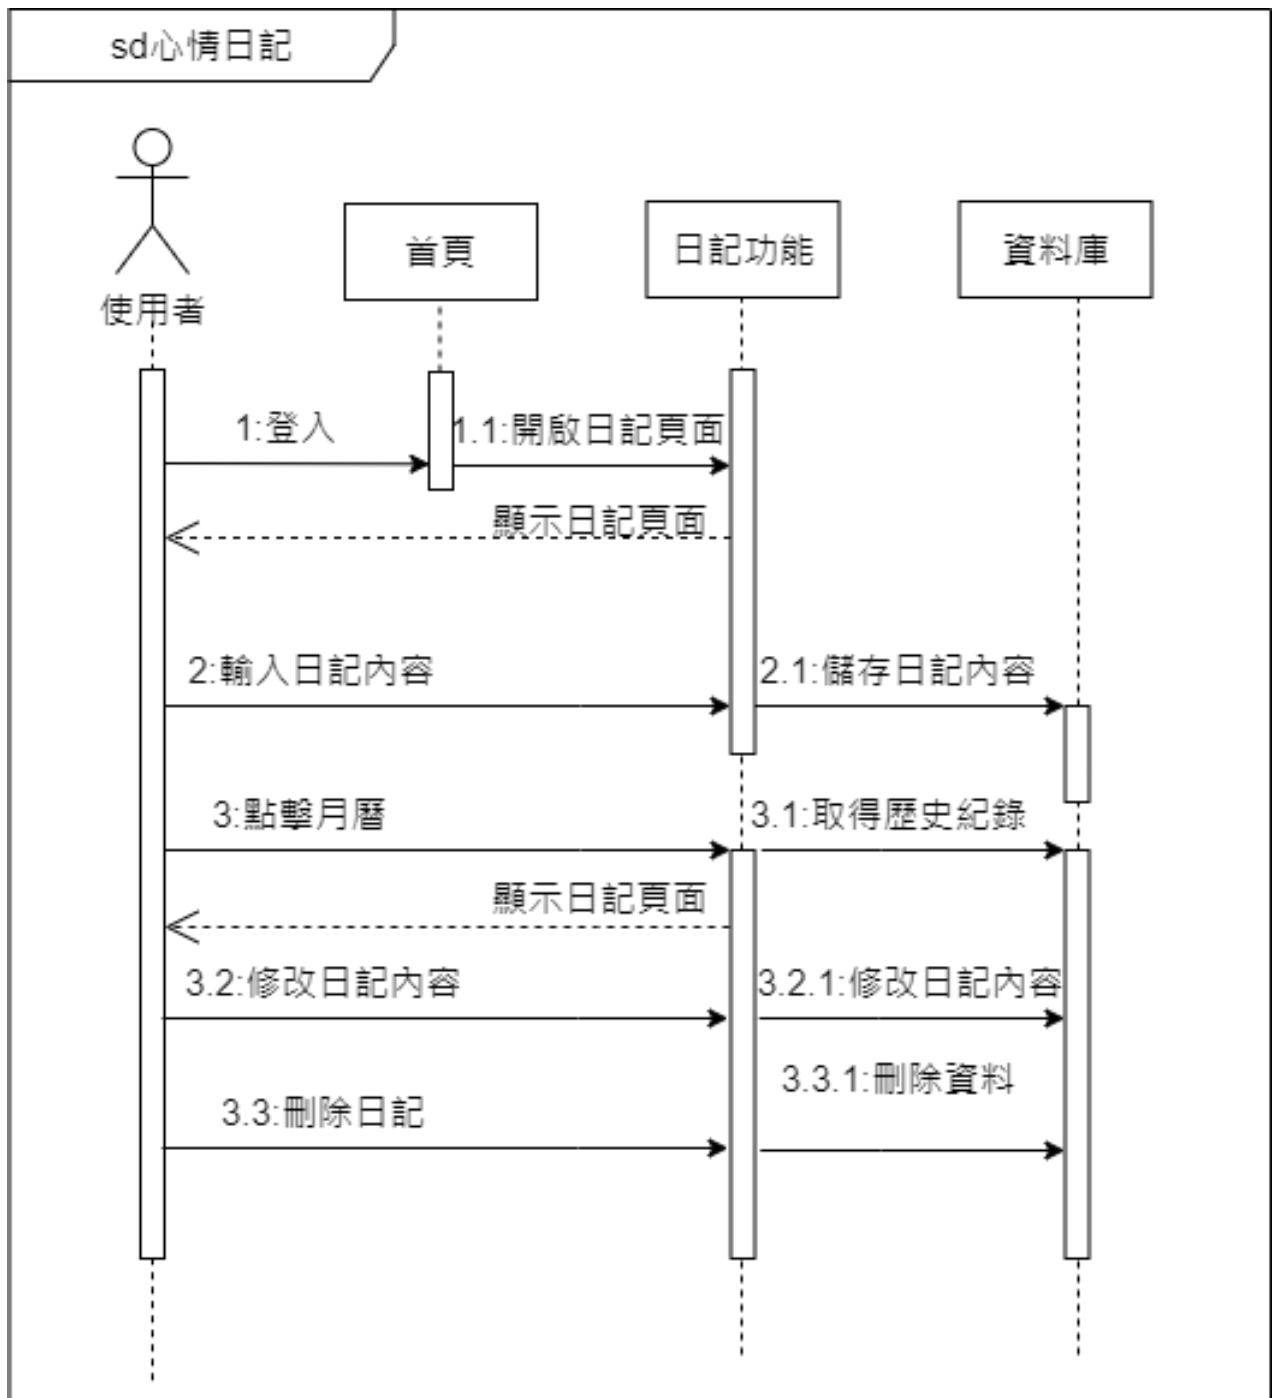 sd心情日記
使用者
首頁
日記功能
資料庫
1:登入
1.1:開啟日記頁面
顯示日記頁面
2:輸入日記內容
2.1:儲存日記內容
3:點擊月曆
3.1:取得歷史紀錄
顯示日記頁面
3.2:修改日記內容
3.2.1:修改日記內容
3.3.1:刪除資料
3.3:刪除日記